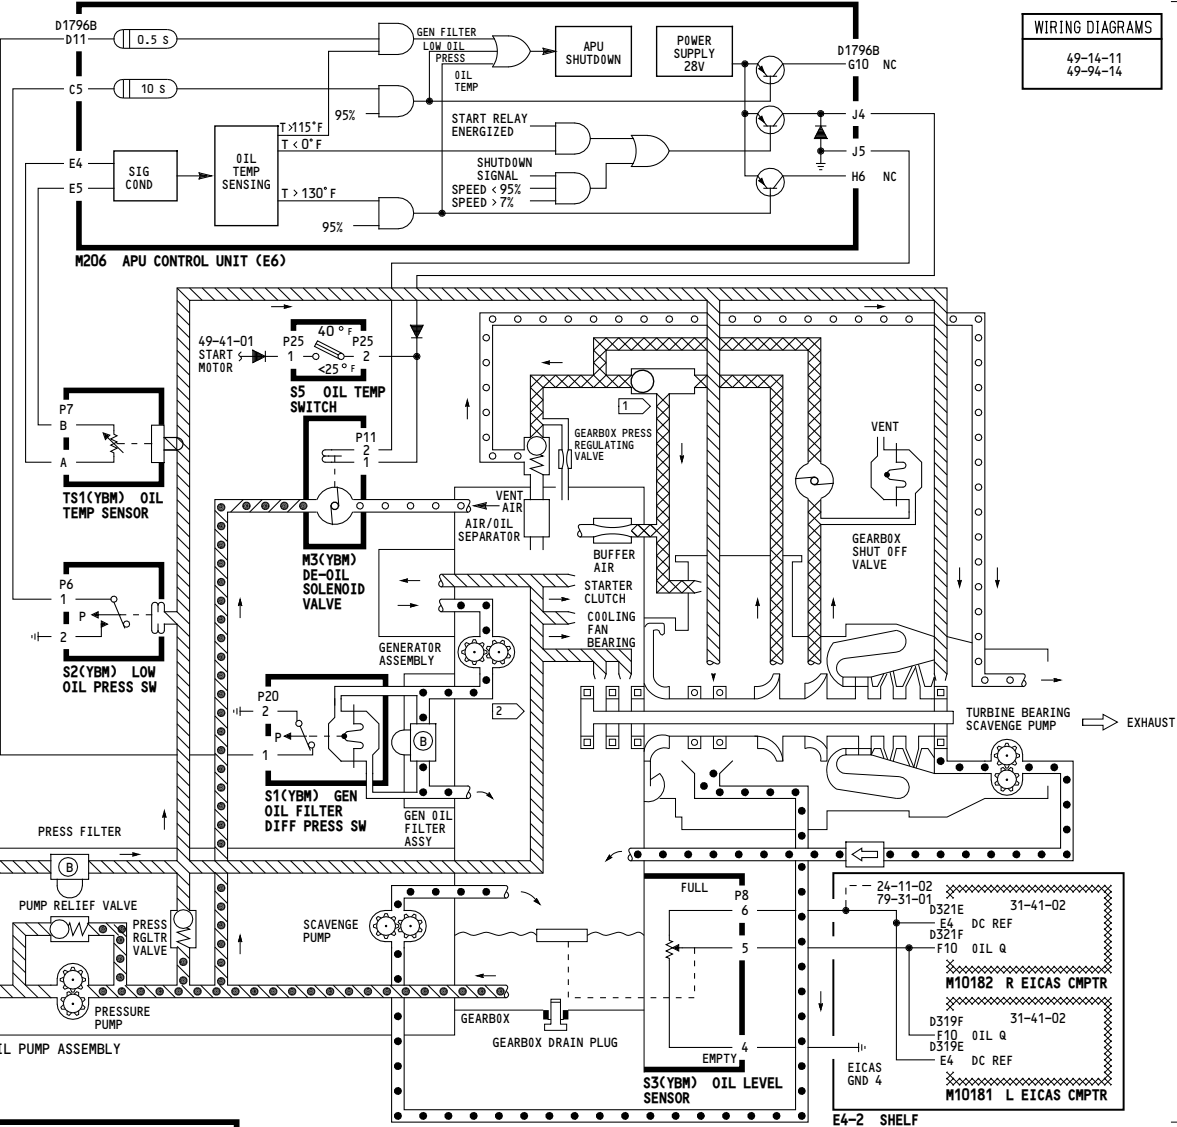 D1796B
D11
0.5 S
GEN FILTER
LOW OIL
PRESS
OIL
TEMP
APU
SHUTDOWN
POWER
SUPPLY
28V
D1796B
G10 NC
WIRING DIAGRAMS
49-14-11
49-94-14
C5
10 S
95%
START RELAY
ENERGIZED
J4
T>115°F
T<0°F
E4
E5
SIG
COND
OIL
TEMP
SENSING
SHUTDOWN
SIGNAL
SPEED <95%
SPEED >7%
J5
H6 NC
T > 130°F
95%
M206 APU CONTROL UNIT (E6)
49-41-01
START
MOTOR
P25
1
40°F
<25°F
P25
2
S5 OIL TEMP
SWITCH
P7
B
A
TS1(YBM) OIL
TEMP SENSOR
P11
2
1
M3(YBM)
DE-OIL
SOLENOID
VALVE
1
GEARBOX PRESS
REGULATING
VALVE
VENT
VENT
AIR
AIR/OIL
SEPARATOR
BUFFER
AIR
GEARBOX
SHUT OFF
VALVE
P6
1
P
2
S2(YBM) LOW
OIL PRESS SW
STARTER
CLUTCH
COOLING
FAN
BEARING
GENERATOR
ASSEMBLY
P20
2
P
1
S1(YBM) GEN
OIL FILTER
DIFF PRESS SW
B
2
GEN OIL
FILTER
ASSY
TURBINE BEARING
SCAVENGE PUMP
EXHAUST
PRESS FILTER
B
PUMP RELIEF VALVE
PRESS
RGLTR
VALVE
PRESSURE
PUMP
IL PUMP ASSEMBLY
SCAVENGE
PUMP
GEARBOX
GEARBOX DRAIN PLUG
FULL
P8
6
5
4
EMPTY
S3(YBM) OIL LEVEL
SENSOR
24-11-02
79-31-01
D321E
E4 DC REF
D321F
F10 OIL Q
31-41-02
M10182 R EICAS CMPTR
D319F
F10 OIL Q
D319E
E4 DC REF
31-41-02
M10181 L EICAS CMPTR
EICAS
GND 4
E4-2 SHELF